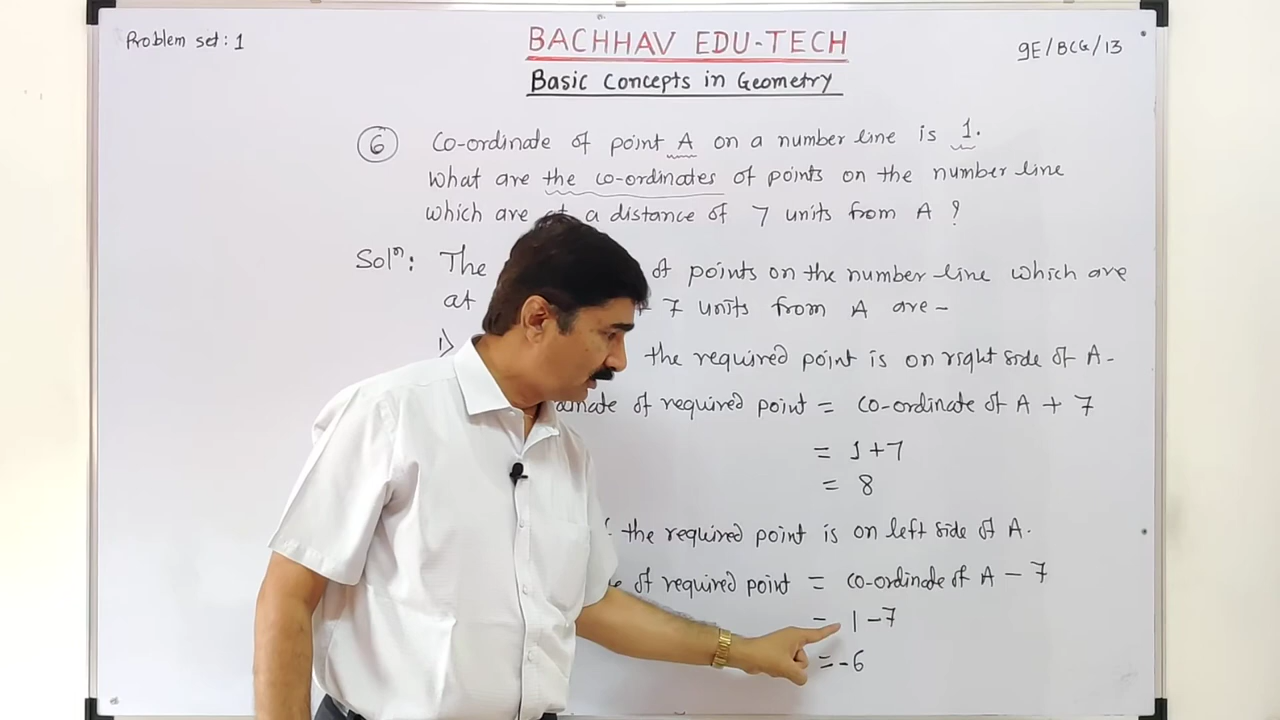 Problem set: 1
BACHHAV EDU-TECH
9E/BCG/13
Basic Concepts in Geometry
6 Co-ordinate of point A on a number line is 1.
What are the co-ordinates of points on the number line
which are at a distance of 7 units from A ?
Solⁿ: The of points on the number line which are
at 7 units from A are -
1) the required point is on right side of A-
of required point = co-ordinate of A + 7
= 1+7
= 8
the required point is on left side of A.
of required point = co-ordinate of A - 7
= 1-7
= -6